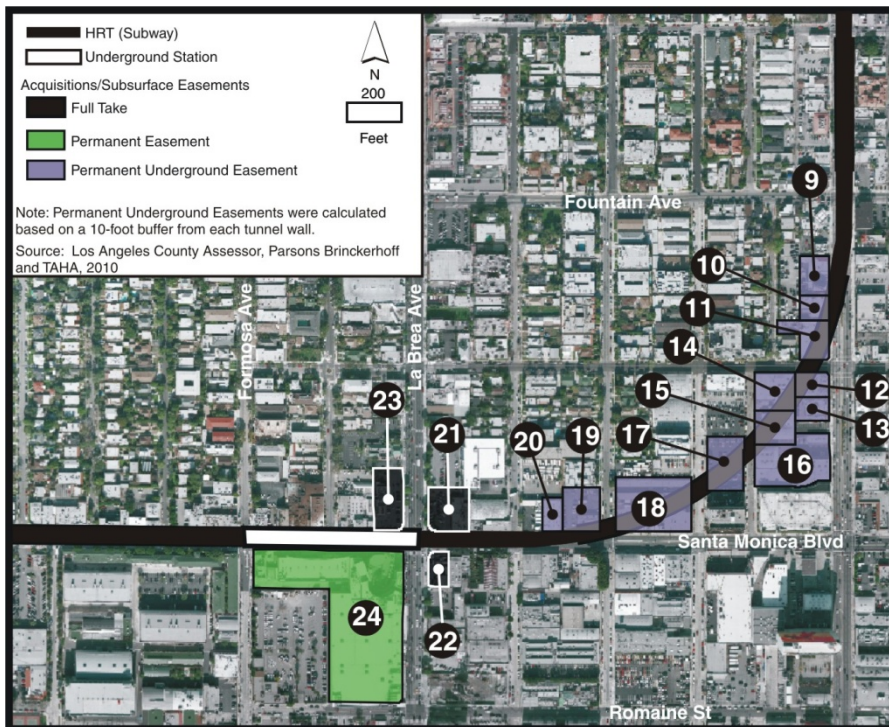 HRT (Subway)
Underground Station
Acquisitions/Subsurface Easements
Full Take
Permanent Easement
Permanent Underground Easement
N
200
Feet
Note: Permanent Underground Easements were calculated
based on a 10-foot buffer from each tunnel wall.
Source: Los Angeles County Assessor, Parsons Brinckerhoff
and TAHA, 2010
Fountain Ave
Formosa Ave
La Brea Ave
9
10
11
14
12
15
13
23
21
20
19
17
16
18
Santa Monica Blvd
24
22
Romaine St